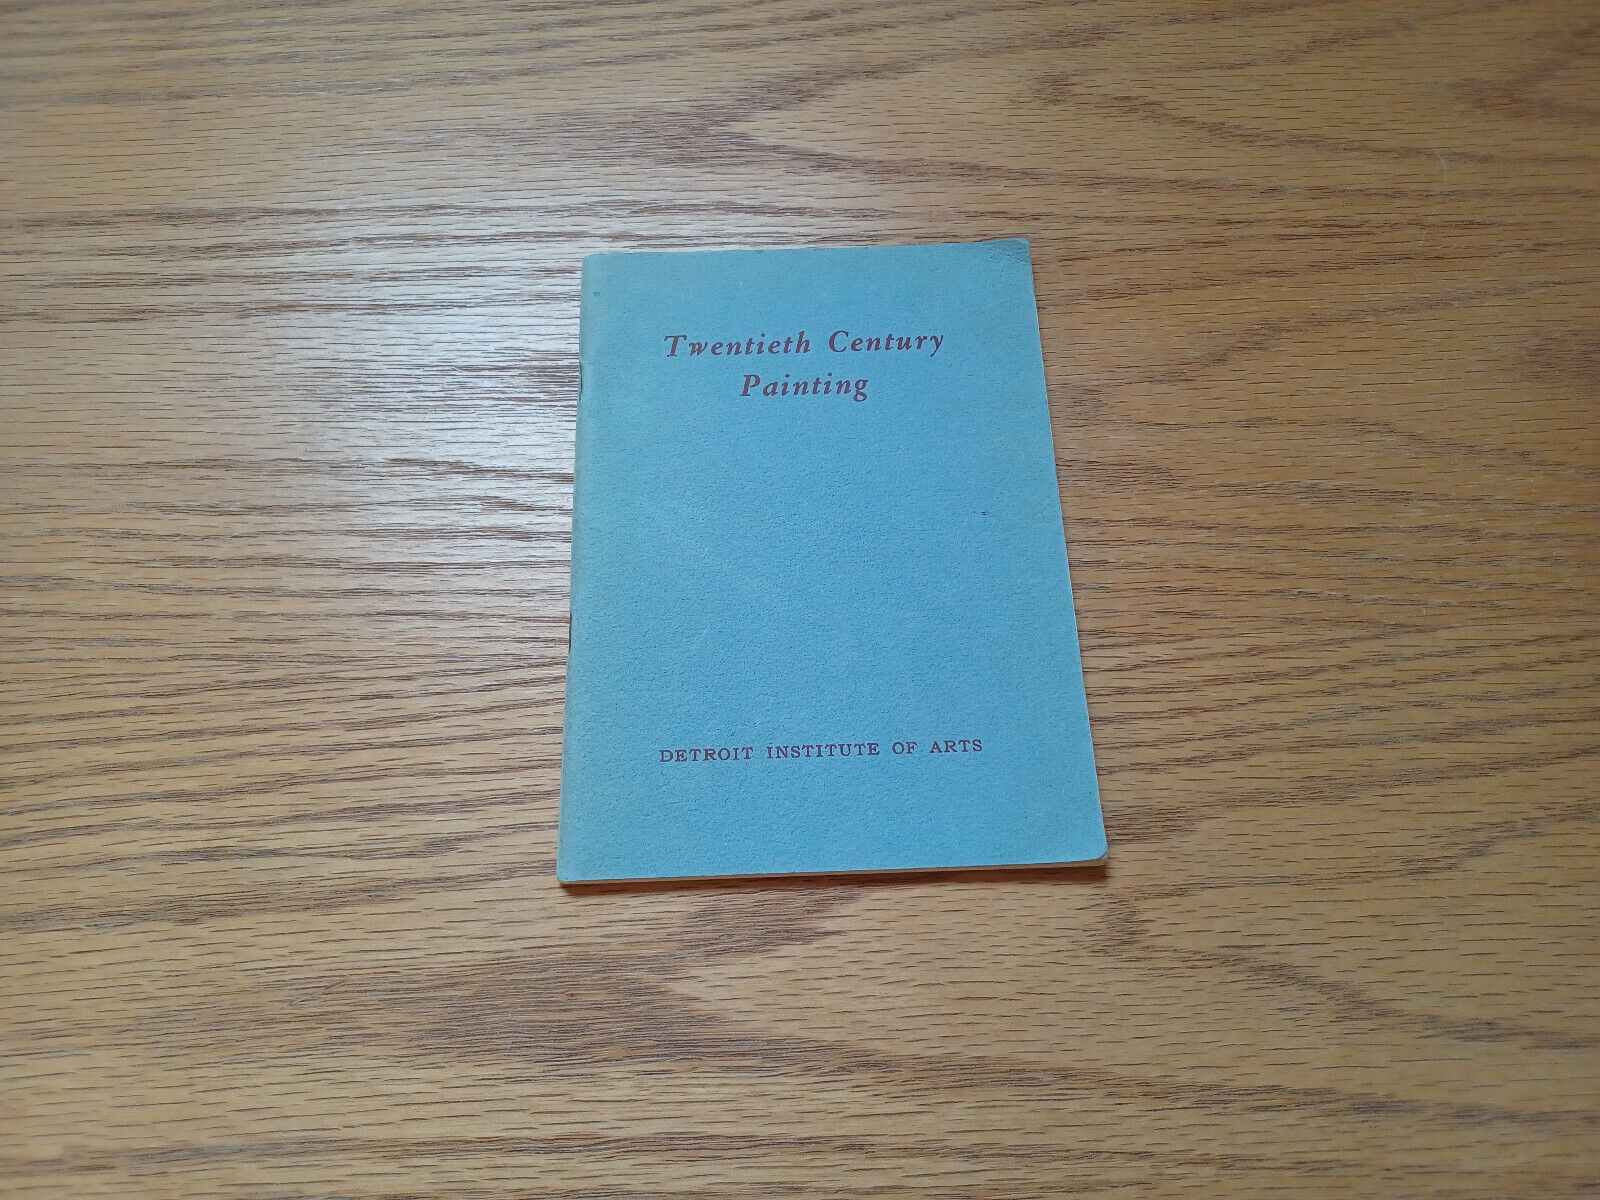 Twentieth Century
Painting
DETROIT INSTITUTE OF ARTS